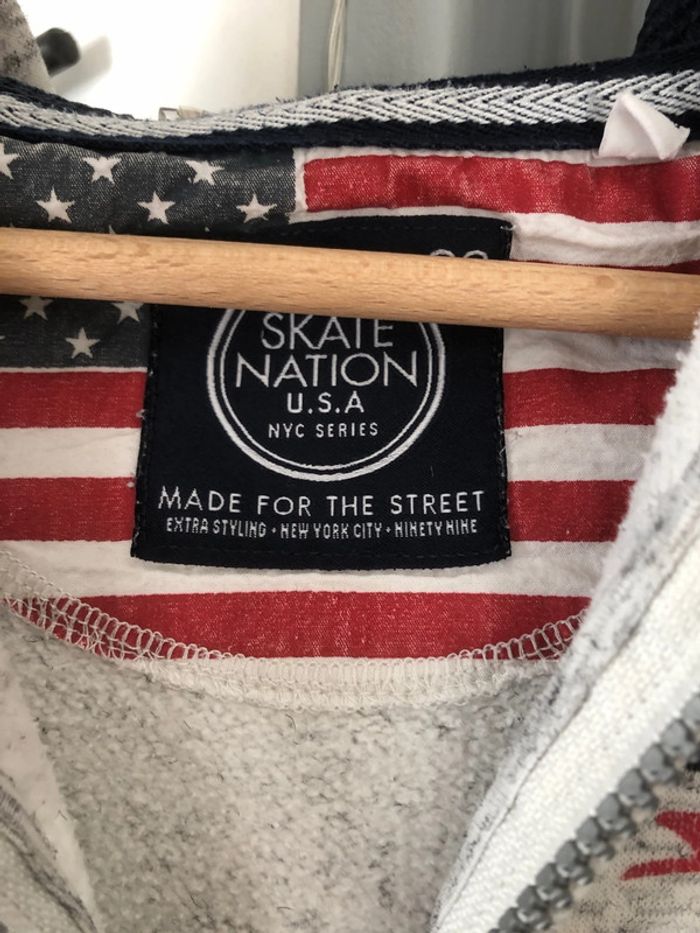 SKATE
NATION
U.S.A
NYC SERIES
MADE FOR THE STREET
EXTRA STYLING • NEW YORK CITY • NINETY NINE